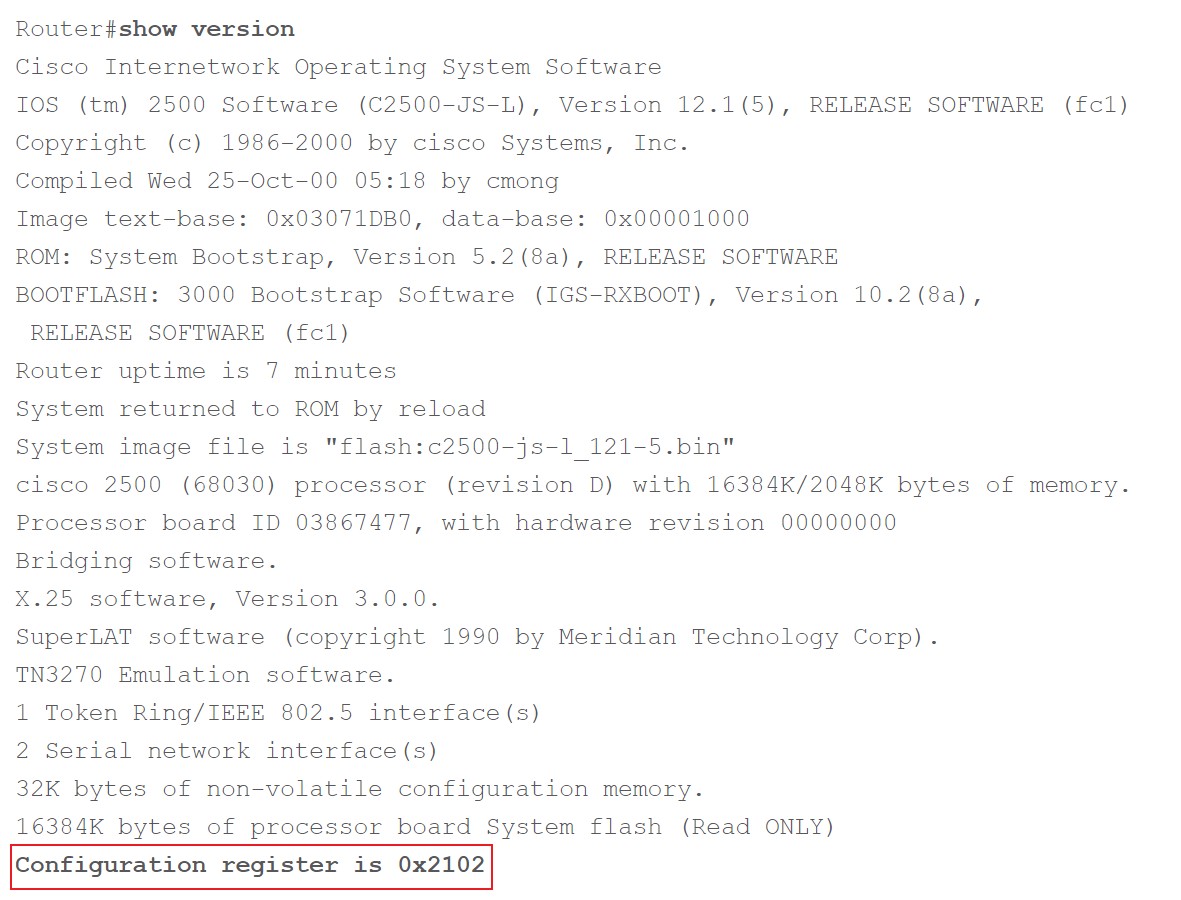 Router#show version
Cisco Internetwork Operating System Software
IOS (tm) 2500 Software (C2500-JS-L), Version 12.1(5), RELEASE SOFTWARE (fc1)
Copyright (c) 1986-2000 by cisco Systems, Inc.
Compiled Wed 25-Oct-00 05:18 by cmong
Image text-base: 0x03071DB0, data-base: 0x00001000
ROM: System Bootstrap, Version 5.2(8a), RELEASE SOFTWARE
BOOTFLASH: 3000 Bootstrap Software (IGS-RXBOOT), Version 10.2(8a),
 RELEASE SOFTWARE (fc1)
Router uptime is 7 minutes
System returned to ROM by reload
System image file is "flash:c2500-js-l_121-5.bin"
cisco 2500 (68030) processor (revision D) with 16384K/2048K bytes of memory.
Processor board ID 03867477, with hardware revision 00000000
Bridging software.
X.25 software, Version 3.0.0.
SuperLAT software (copyright 1990 by Meridian Technology Corp).
TN3270 Emulation software.
1 Token Ring/IEEE 802.5 interface(s)
2 Serial network interface(s)
32K bytes of non-volatile configuration memory.
16384K bytes of processor board System flash (Read ONLY)
Configuration register is 0x2102